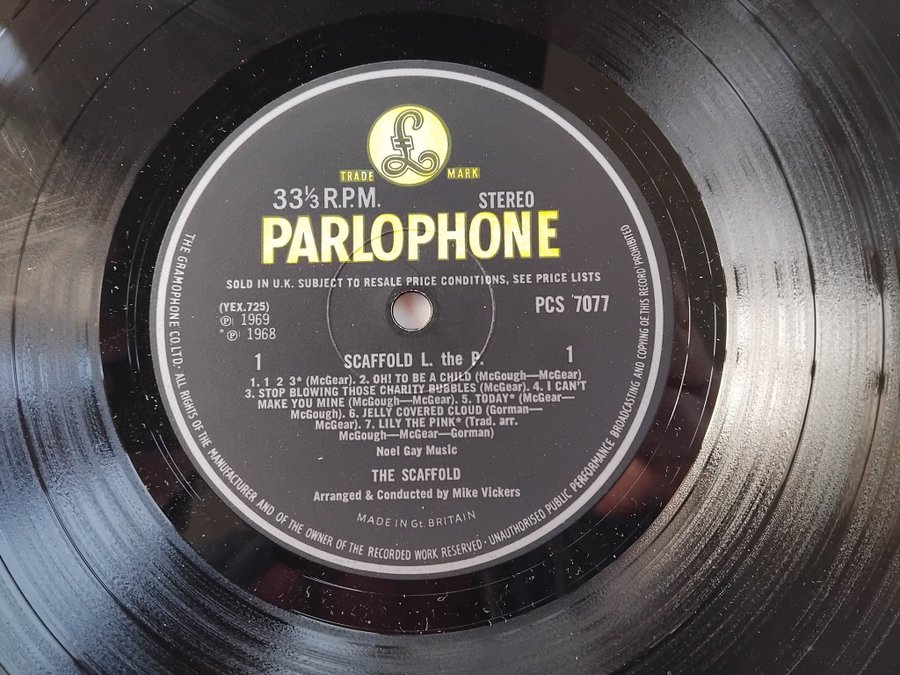 £
TRADE MARK
33⅓ R.P.M. STEREO
PARLOPHONE
SOLD IN U.K. SUBJECT TO RESALE PRICE CONDITIONS, SEE PRICE LISTS
(YEX.725) PCS 7077
Ⓟ 1969
* Ⓟ 1968
1 SCAFFOLD L. the P. 1
1. 1 2 3* (McGear). 2. OH! TO BE A CHILD (McGough—McGear)
3. STOP BLOWING THOSE CHARITY BUBBLES (McGear). 4. I CAN'T
MAKE YOU MINE (McGough—McGear). 5. TODAY* (McGear—
McGough). 6. JELLY COVERED CLOUD (Gorman—
McGear). 7. LILY THE PINK* (Trad. arr.
McGough—McGear—Gorman)
Noel Gay Music
THE SCAFFOLD
Arranged & Conducted by Mike Vickers
MADE IN Gt. BRITAIN
THE GRAMOPHONE CO. LTD. · ALL RIGHTS OF THE MANUFACTURER AND OF THE OWNER OF THE RECORDED WORK RESERVED · UNAUTHORISED PUBLIC PERFORMANCE BROADCASTING AND COPYING OF THIS RECORD PROHIBITED